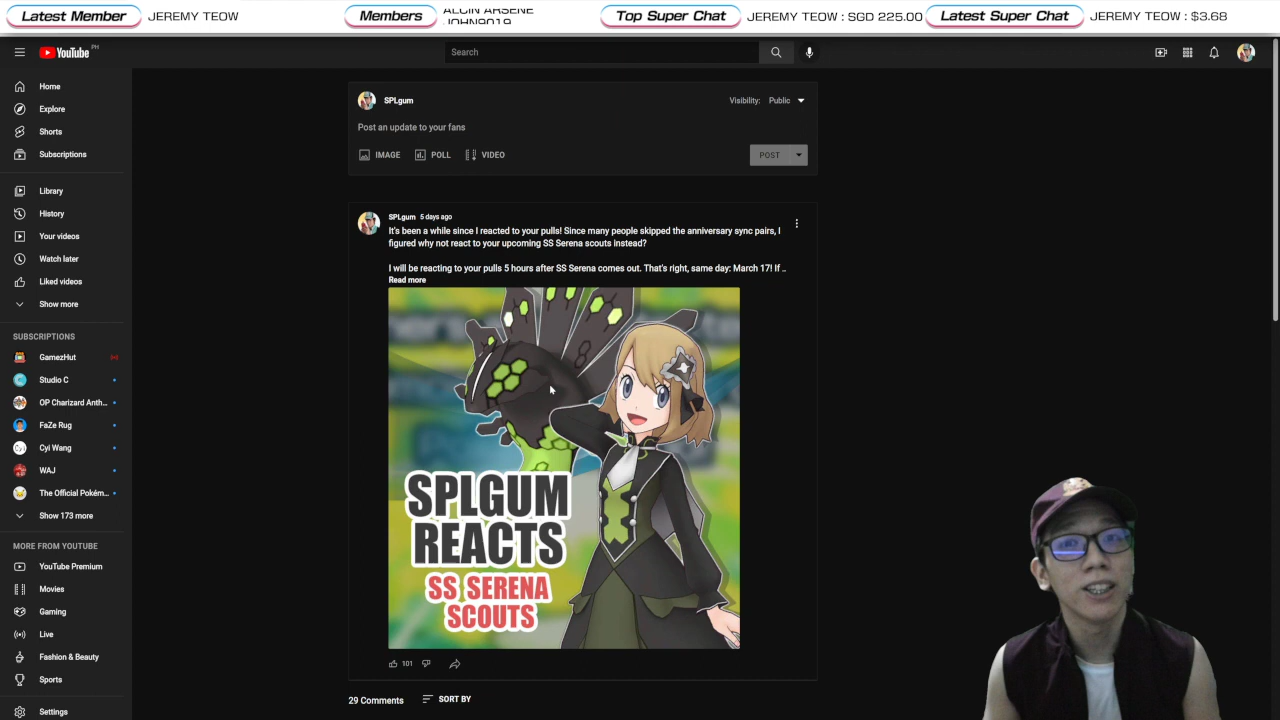 Latest Member
JEREMY TEOW
Members
ALCIN ARSENE
JOHN9019
Top Super Chat
JEREMY TEOW : SGD 225.00
Latest Super Chat
JEREMY TEOW : $3.68
YouTube PH
Search
Home
Explore
Shorts
Subscriptions
Library
History
Your videos
Watch later
Liked videos
Show more
SUBSCRIPTIONS
GamezHut
Studio C
OP Charizard Anth...
FaZe Rug
Cyi Wang
WAJ
The Official Pokém...
Show 173 more
MORE FROM YOUTUBE
YouTube Premium
Movies
Gaming
Live
Fashion & Beauty
Sports
Settings
SPLgum
Visibility: Public
Post an update to your fans
IMAGE POLL VIDEO
POST
SPLgum 5 days ago
It's been a while since I reacted to your pulls! Since many people skipped the anniversary sync pairs, I
figured why not react to your upcoming SS Serena scouts instead?
I will be reacting to your pulls 5 hours after SS Serena comes out. That's right, same day: March 17! If ..
Read more
SPLGUM
REACTS
SS SERENA
SCOUTS
101
29 Comments SORT BY